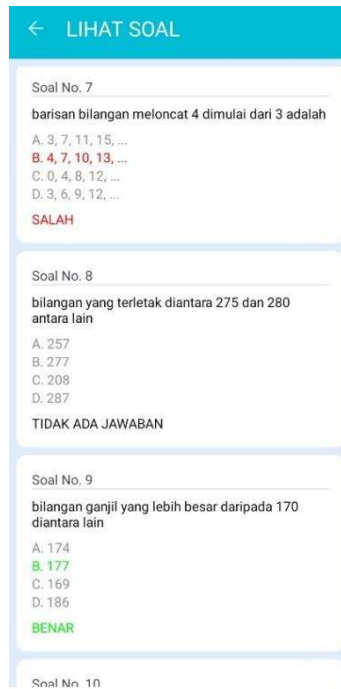 ← LIHAT SOAL
Soal No. 7
barisan bilangan meloncat 4 dimulai dari 3 adalah
A. 3, 7, 11, 15, ...
B. 4, 7, 10, 13, ...
C. 0, 4, 8, 12, ...
D. 3, 6, 9, 12, ...
SALAH
Soal No. 8
bilangan yang terletak diantara 275 dan 280
antara lain
A. 257
B. 277
C. 208
D. 287
TIDAK ADA JAWABAN
Soal No. 9
bilangan ganjil yang lebih besar daripada 170
diantara lain
A. 174
B. 177
C. 169
D. 186
BENAR
Soal No. 10